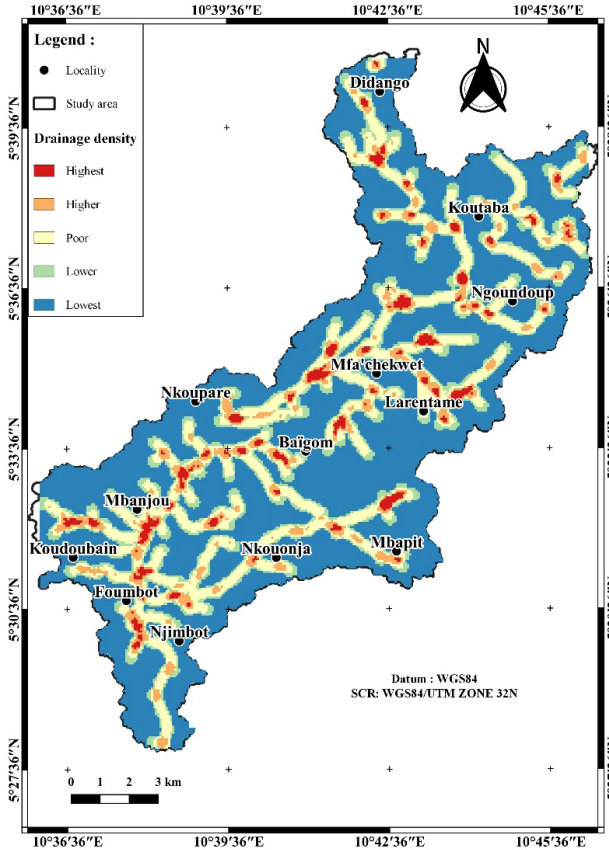 10°36′36″E 10°39′36″E 10°42′36″E 10°45′36″E
Legend :
Locality
Study area
Drainage density
Highest
Higher
Poor
Lower
Lowest
N
5°39′36″N
5°36′36″N
5°33′36″N
5°30′36″N
5°27′36″N
Didango
Koutaba
Ngoundoup
Mfa'chekwet
Nkoupare
Larentame
Baïgom
Mbanjou
Koudoubain
Nkouonja
Mbapit
Foumbot
Njimbot
Datum : WGS84
SCR: WGS84/UTM ZONE 32N
0 1 2 3 km
10°36′36″E 10°39′36″E 10°42′36″E 10°45′36″E